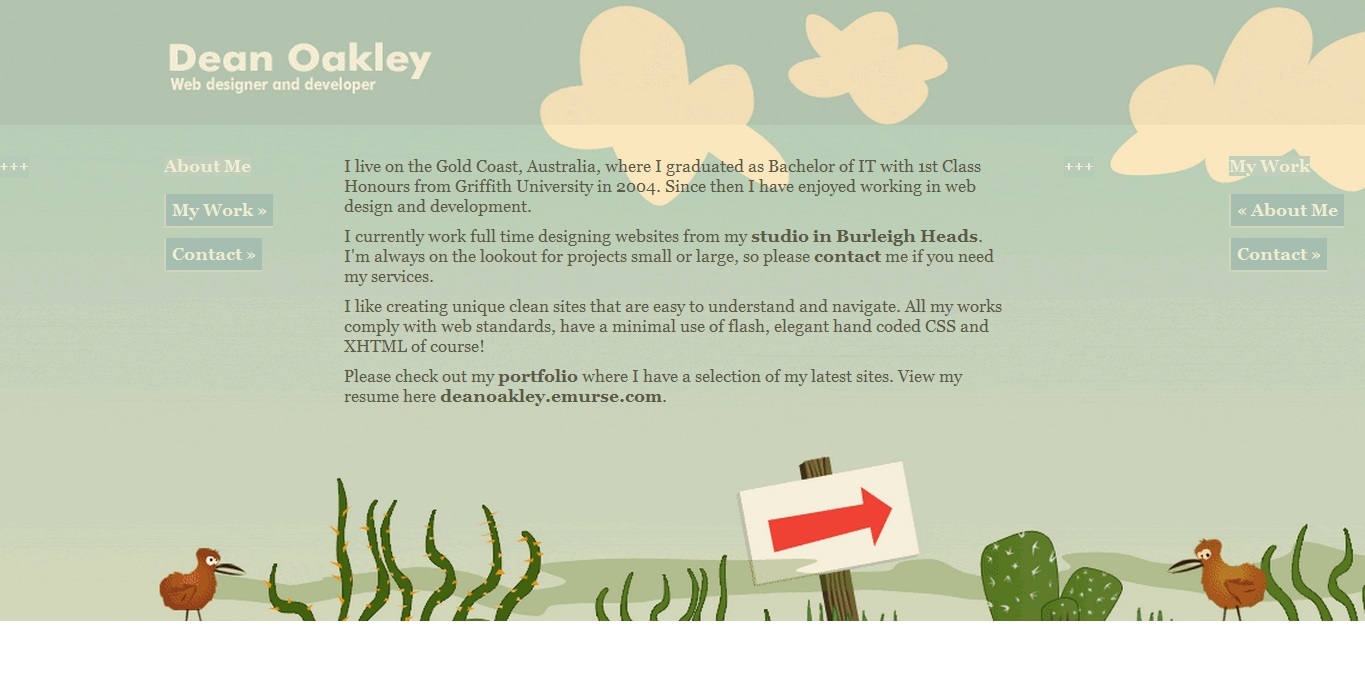 Dean Oakley
Web designer and developer
+++
About Me
My Work »
Contact »
I live on the Gold Coast, Australia, where I graduated as Bachelor of IT with 1st Class
Honours from Griffith University in 2004. Since then I have enjoyed working in web
design and development.
I currently work full time designing websites from my studio in Burleigh Heads.
I'm always on the lookout for projects small or large, so please contact me if you need
my services.
I like creating unique clean sites that are easy to understand and navigate. All my works
comply with web standards, have a minimal use of flash, elegant hand coded CSS and
XHTML of course!
Please check out my portfolio where I have a selection of my latest sites. View my
resume here deanoakley.emurse.com.
+++
My Work
« About Me
Contact »